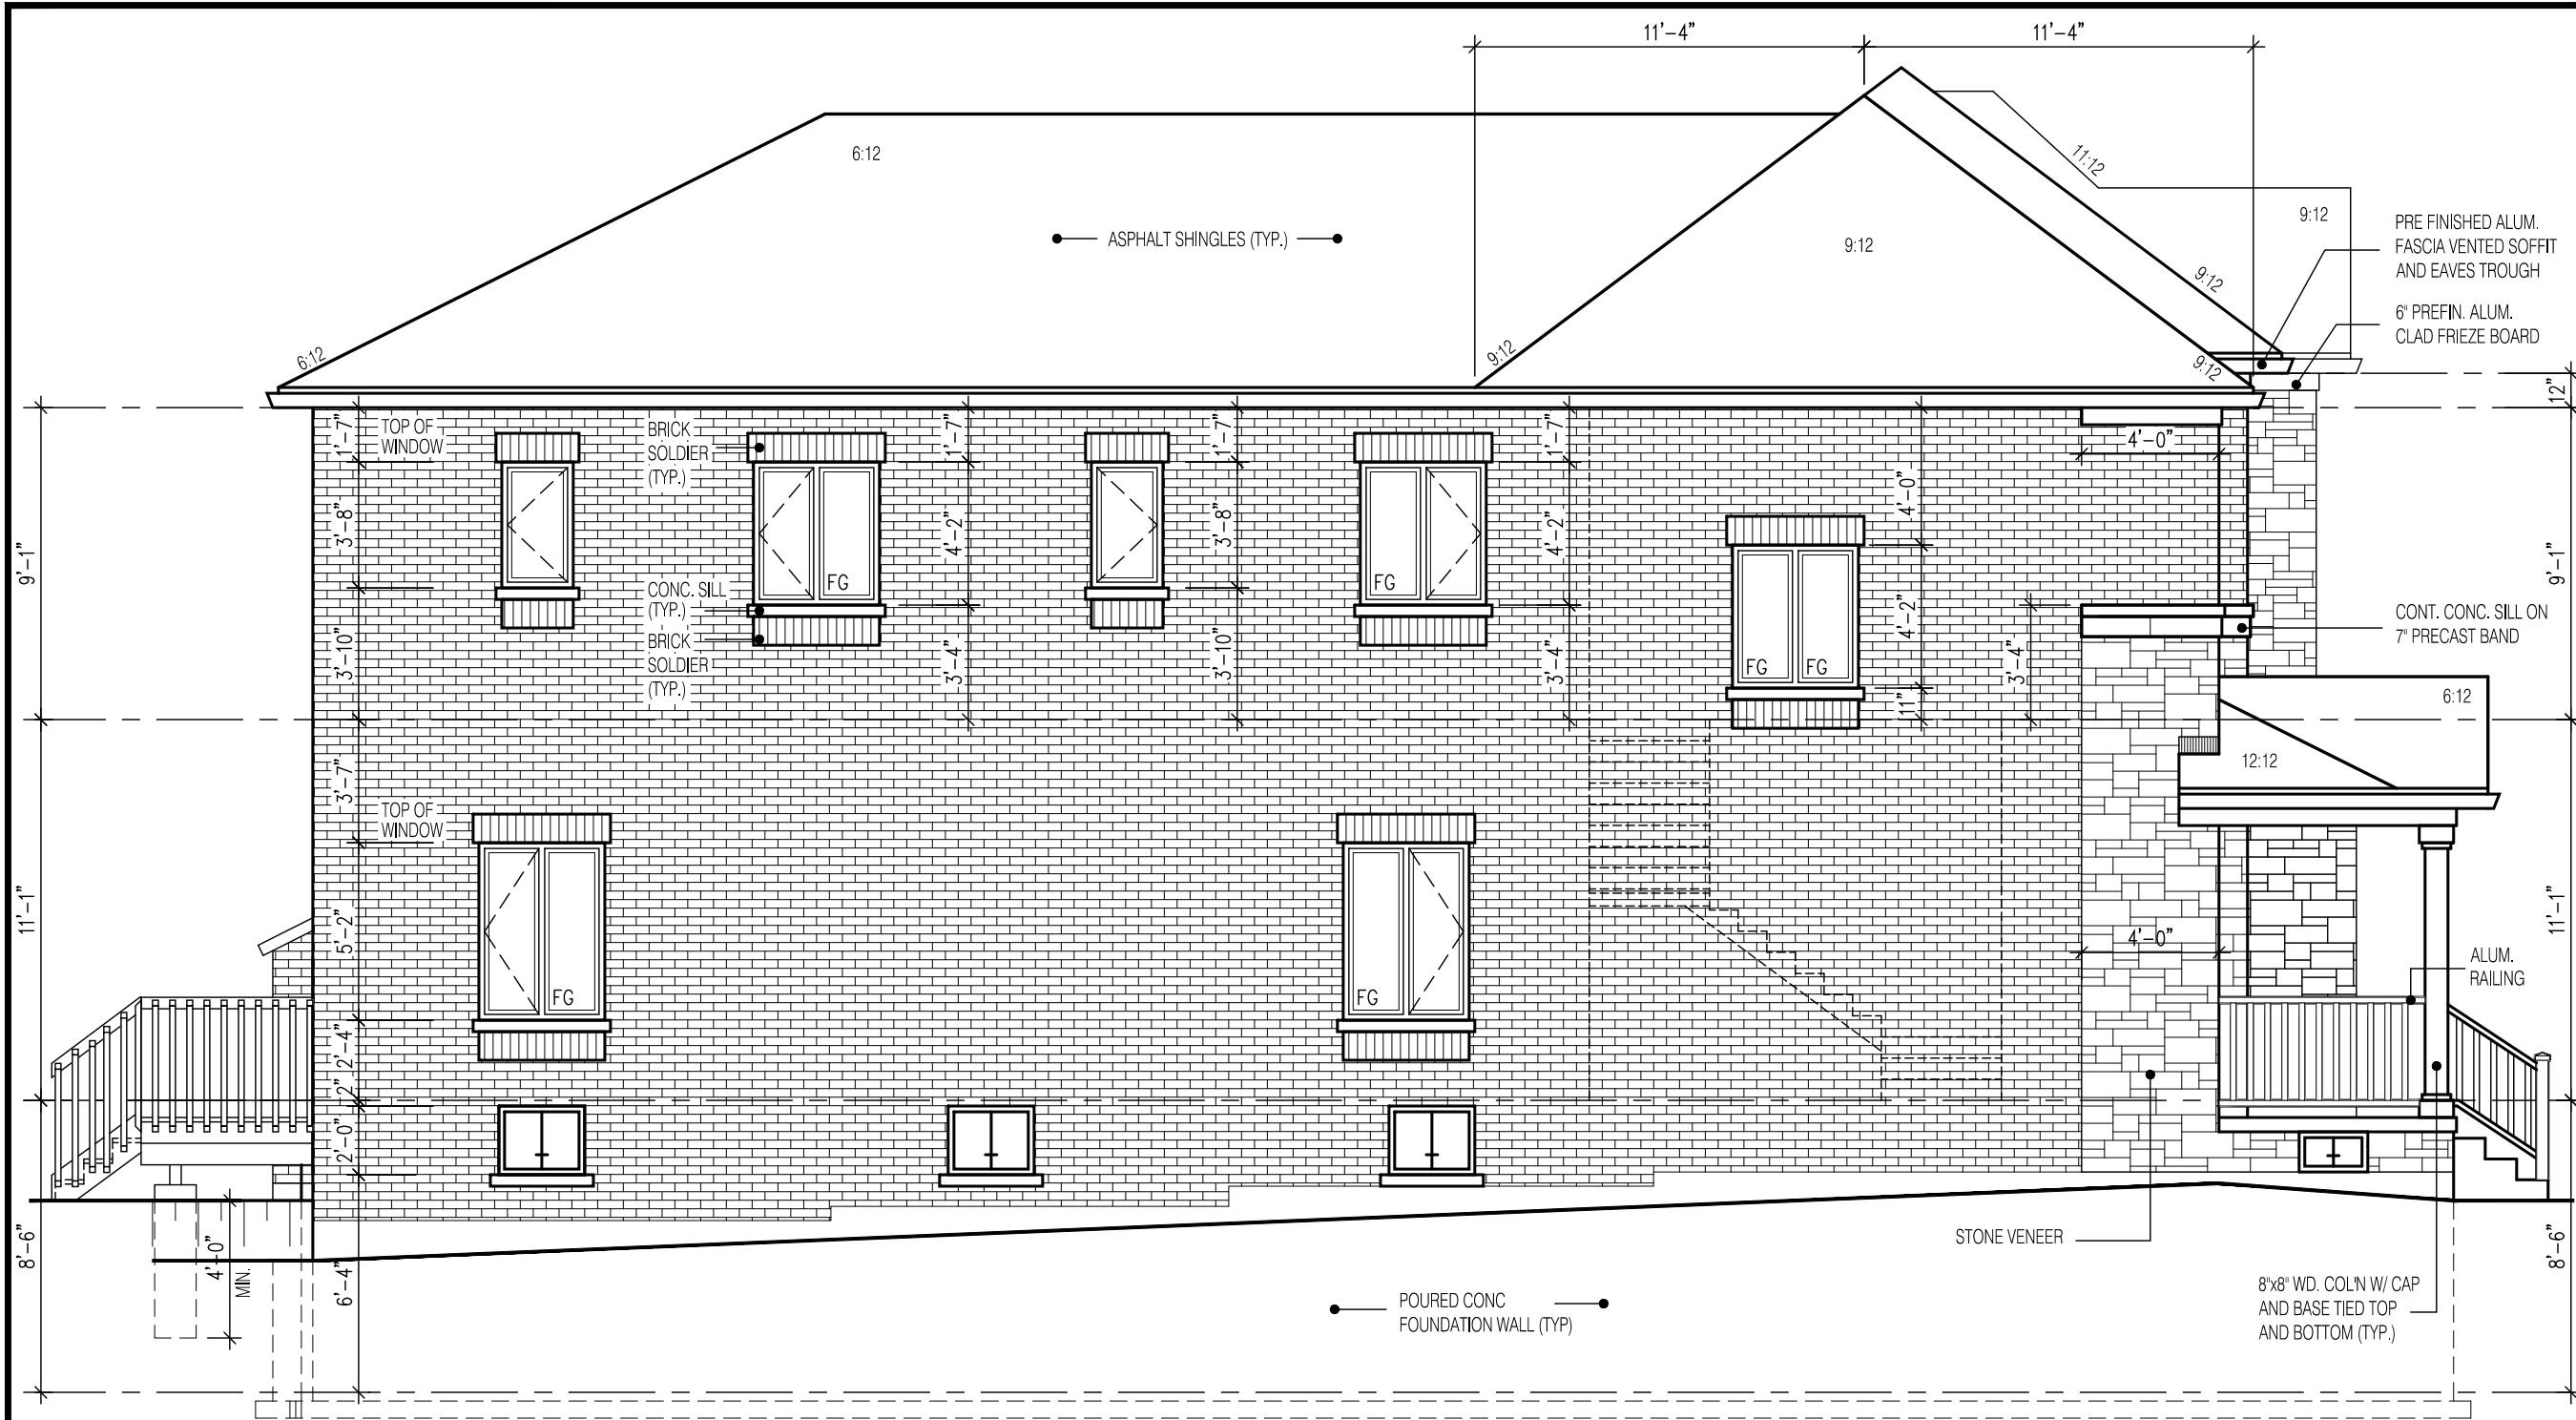 11'-4" 11'-4"
6:12
11:12
9:12
9:12
PRE FINISHED ALUM.
FASCIA VENTED SOFFIT
AND EAVES TROUGH
ASPHALT SHINGLES (TYP.)
9:12
6" PREFIN. ALUM.
CLAD FRIEZE BOARD
6:12
9:12
9:12
12"
1'-7"
TOP OF
WINDOW
BRICK
SOLDIER
(TYP.)
1'-7"
1'-7"
1'-7"
4'-0"
4'-0"
3'-8"
4'-2"
3'-8"
4'-2"
9'-1"
9'-1"
FG
FG
CONC. SILL
(TYP.)
BRICK
SOLDIER
(TYP.)
4'-2"
CONT. CONC. SILL ON
7" PRECAST BAND
3'-10"
3'-4"
3'-10"
3'-4"
FG FG
3'-4"
11"
6:12
3'-7"
12:12
TOP OF
WINDOW
11'-1"
11'-1"
5'-2"
4'-0"
ALUM.
RAILING
FG
FG
2'-4"
2"
2'-0"
8'-6"
4'-0"
MIN.
6'-4"
STONE VENEER
8'-6"
POURED CONC
FOUNDATION WALL (TYP)
8"x8" WD. COL'N W/ CAP
AND BASE TIED TOP
AND BOTTOM (TYP.)